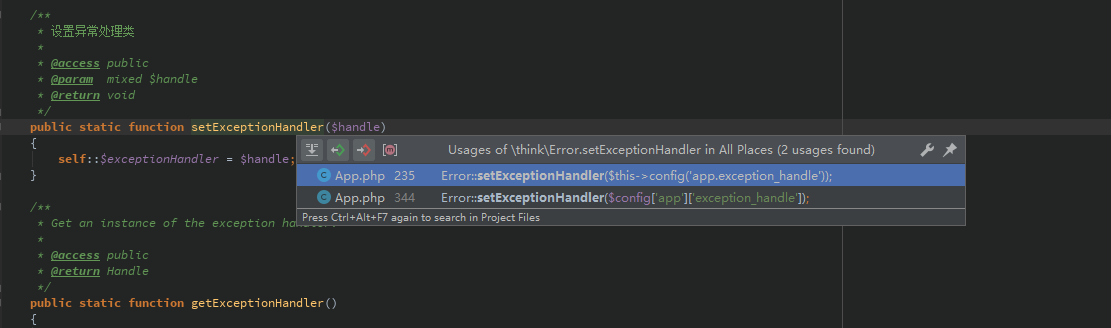 /**
 * 设置异常处理类
 *
 * @access public
 * @param  mixed $handle
 * @return void
 */
public static function setExceptionHandler($handle)
{
Usages of \think\Error.setExceptionHandler in All Places (2 usages found)
    self::$exceptionHandler = $handle;
}
App.php 235 Error::setExceptionHandler($this->config('app.exception_handle'));
App.php 344 Error::setExceptionHandler($config['app']['exception_handle']);
Press Ctrl+Alt+F7 again to search in Project Files
/**
 * Get an instance of the exception
 *
 * @access public
 * @return Handle
 */
public static function getExceptionHandler()
{